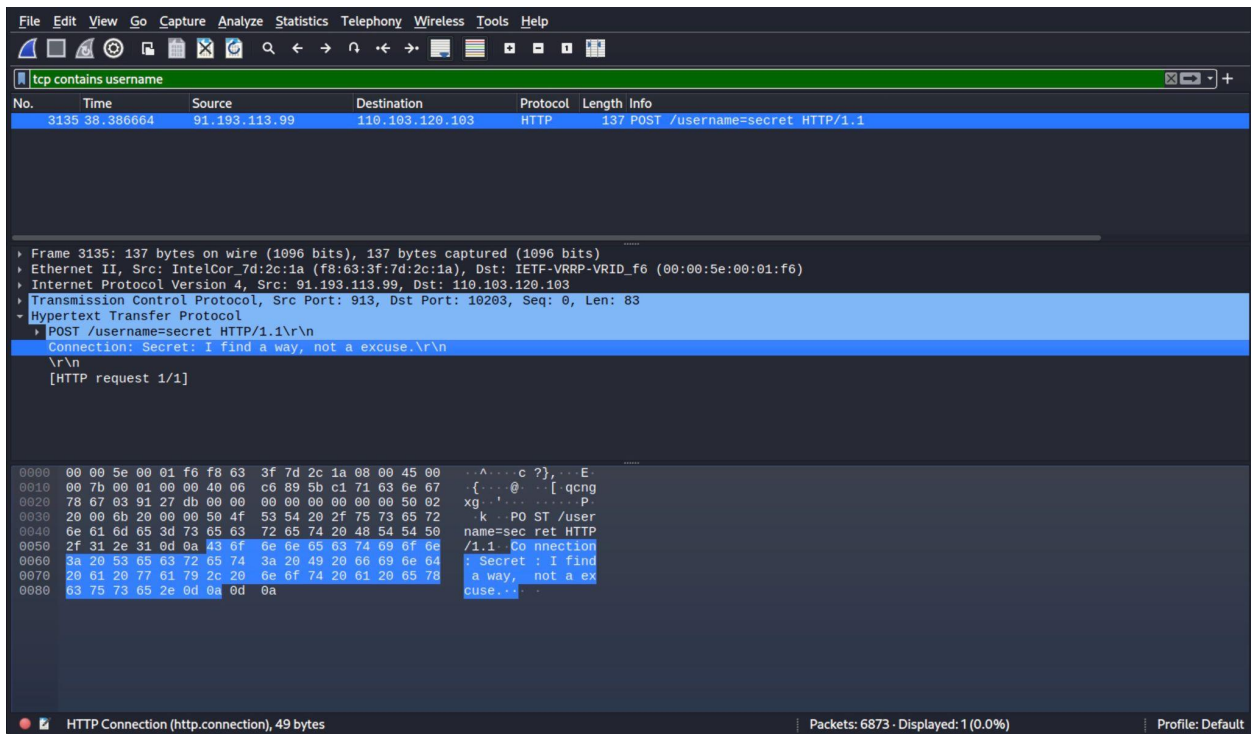 File Edit View Go Capture Analyze Statistics Telephony Wireless Tools Help
tcp contains username
No. Time Source Destination Protocol Length Info
3135 38.386664 91.193.113.99 110.103.120.103 HTTP 137 POST /username=secret HTTP/1.1
Frame 3135: 137 bytes on wire (1096 bits), 137 bytes captured (1096 bits)
Ethernet II, Src: IntelCor_7d:2c:1a (f8:63:3f:7d:2c:1a), Dst: IETF-VRRP-VRID_f6 (00:00:5e:00:01:f6)
Internet Protocol Version 4, Src: 91.193.113.99, Dst: 110.103.120.103
Transmission Control Protocol, Src Port: 913, Dst Port: 10203, Seq: 0, Len: 83
Hypertext Transfer Protocol
POST /username=secret HTTP/1.1\r\n
Connection: Secret: I find a way, not a excuse.\r\n
\r\n
[HTTP request 1/1]
0000 00 00 5e 00 01 f6 f8 63 3f 7d 2c 1a 08 00 45 00 ··^····c ?},···E·
0010 00 7b 00 01 00 00 40 06 c6 89 5b c1 71 63 6e 67 ·{····@· ··[·qcng
0020 78 67 03 91 27 db 00 00 00 00 00 00 00 00 50 02 xg··'··· ······P·
0030 20 00 6b 20 00 00 50 4f 53 54 20 2f 75 73 65 72 ·k ··PO ST /user
0040 6e 61 6d 65 3d 73 65 63 72 65 74 20 48 54 54 50 name=sec ret HTTP
0050 2f 31 2e 31 0d 0a 43 6f 6e 6e 65 63 74 69 6f 6e /1.1··Co nnection
0060 3a 20 53 65 63 72 65 74 3a 20 49 20 66 69 6e 64 : Secret : I find
0070 20 61 20 77 61 79 2c 20 6e 6f 74 20 61 20 65 78 a way, not a ex
0080 63 75 73 65 2e 0d 0a 0d 0a cuse.··· ·
HTTP Connection (http.connection), 49 bytes Packets: 6873 · Displayed: 1 (0.0%) Profile: Default